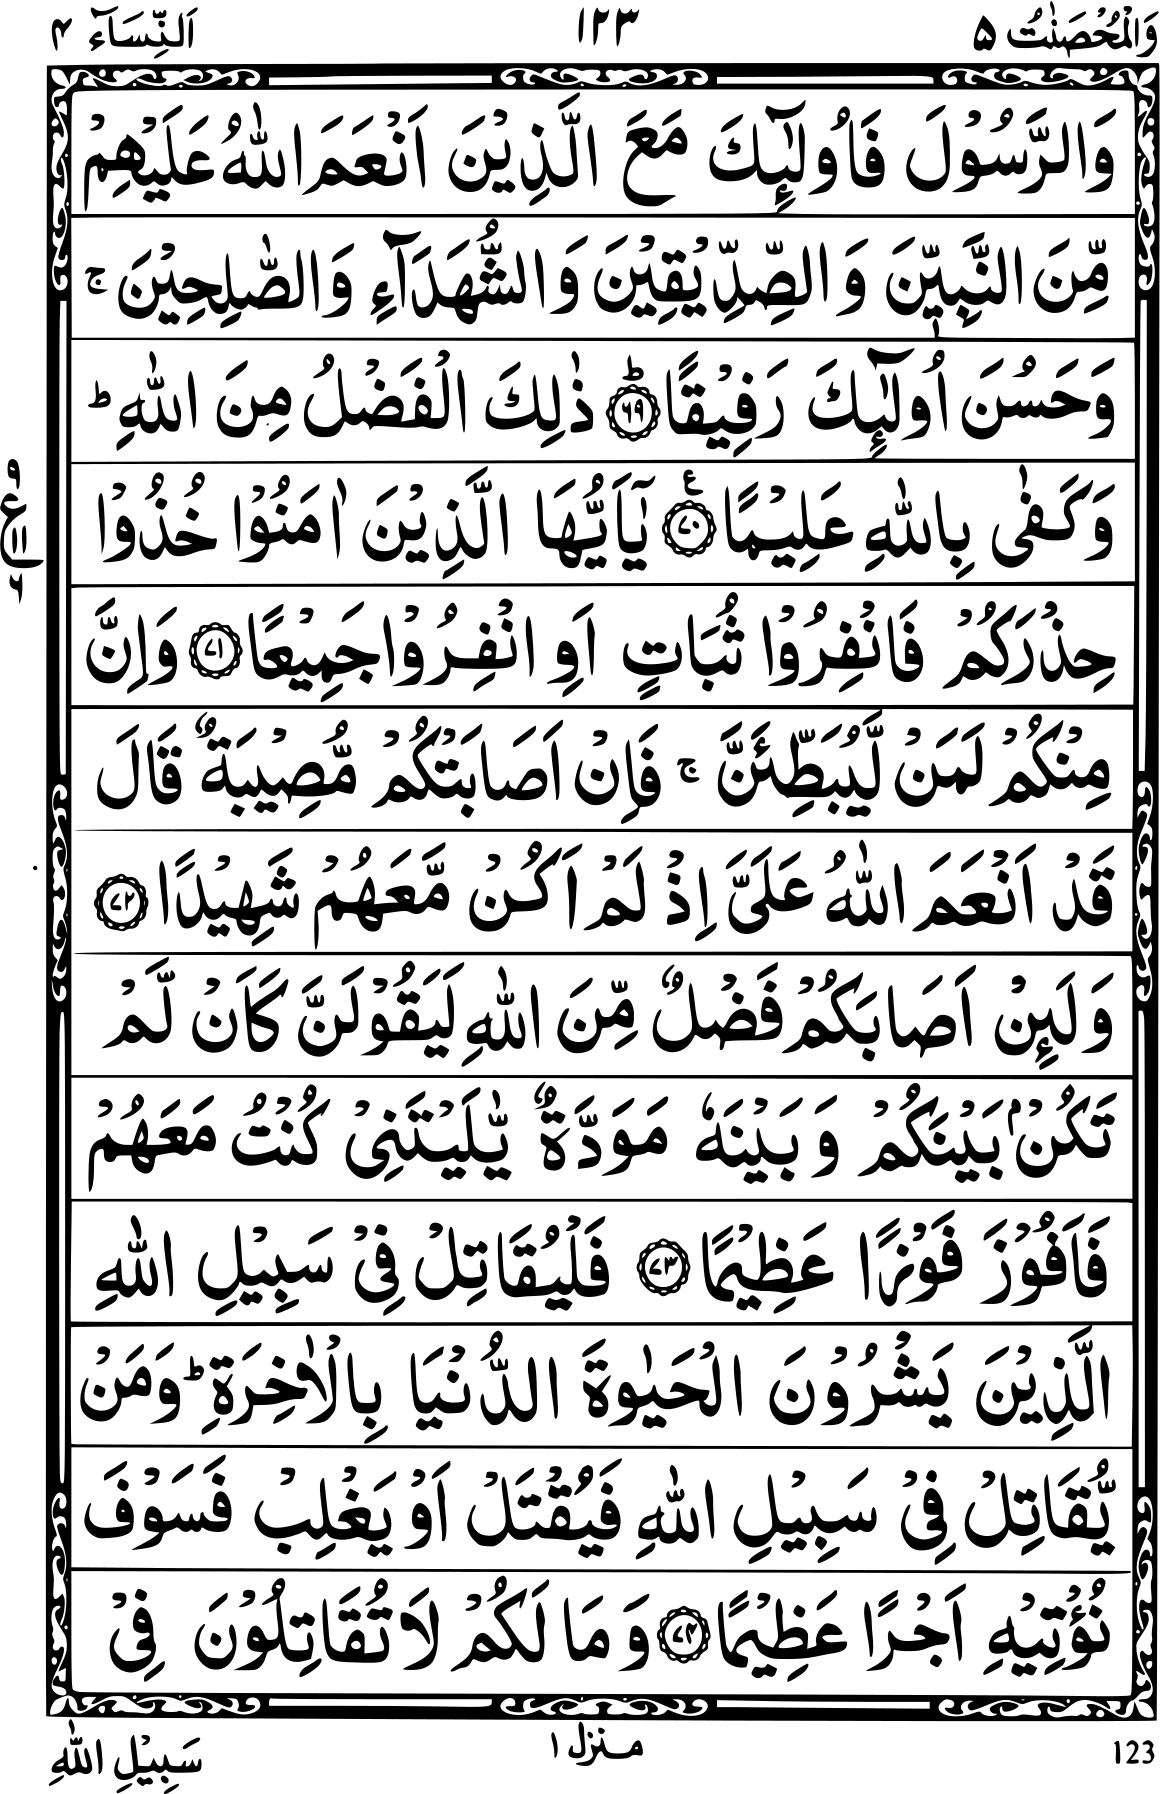 وَالْمُحْصَنٰتُ ۵ ۱۲۳ اَلنِّسَآء ۴
وَالرَّسُوْلَ فَاُولٰٓئِكَ مَعَ الَّذِيْنَ اَنْعَمَ اللّٰهُ عَلَيْهِمْ
مِّنَ النَّبِيّٖنَ وَالصِّدِّيْقِيْنَ وَالشُّهَدَآءِ وَالصّٰلِحِيْنَ ۚ
وَحَسُنَ اُولٰٓئِكَ رَفِيْقًا ؕ ﴿۶۹﴾ ذٰلِكَ الْفَضْلُ مِنَ اللّٰهِ ؕ
وَكَفٰى بِاللّٰهِ عَلِيْمًا ﴿۷۰﴾ ع يٰۤاَيُّهَا الَّذِيْنَ اٰمَنُوْا خُذُوْا
حِذْرَكُمْ فَانْفِرُوْا ثُبَاتٍ اَوِ انْفِرُوْا جَمِيْعًا ﴿۷۱﴾ وَاِنَّ
مِنْكُمْ لَمَنْ لَّيُبَطِّئَنَّ ۚ فَاِنْ اَصَابَتْكُمْ مُّصِيْبَةٌ قَالَ
قَدْ اَنْعَمَ اللّٰهُ عَلَيَّ اِذْ لَمْ اَكُنْ مَّعَهُمْ شَهِيْدًا ﴿۷۲﴾
وَلَئِنْ اَصَابَكُمْ فَضْلٌ مِّنَ اللّٰهِ لَيَقُوْلَنَّ كَاَنْ لَّمْ
تَكُنْۢ بَيْنَكُمْ وَبَيْنَهٗ مَوَدَّةٌ يّٰلَيْتَنِيْ كُنْتُ مَعَهُمْ
فَاَفُوْزَ فَوْزًا عَظِيْمًا ﴿۷۳﴾ فَلْيُقَاتِلْ فِيْ سَبِيْلِ اللّٰهِ
الَّذِيْنَ يَشْرُوْنَ الْحَيٰوةَ الدُّنْيَا بِالْاٰخِرَةِ ؕ وَمَنْ
يُّقَاتِلْ فِيْ سَبِيْلِ اللّٰهِ فَيُقْتَلْ اَوْ يَغْلِبْ فَسَوْفَ
نُؤْتِيْهِ اَجْرًا عَظِيْمًا ﴿۷۴﴾ وَمَا لَكُمْ لَا تُقَاتِلُوْنَ فِيْ
123 منزل ۱ سَبِيْلِ اللّٰهِ